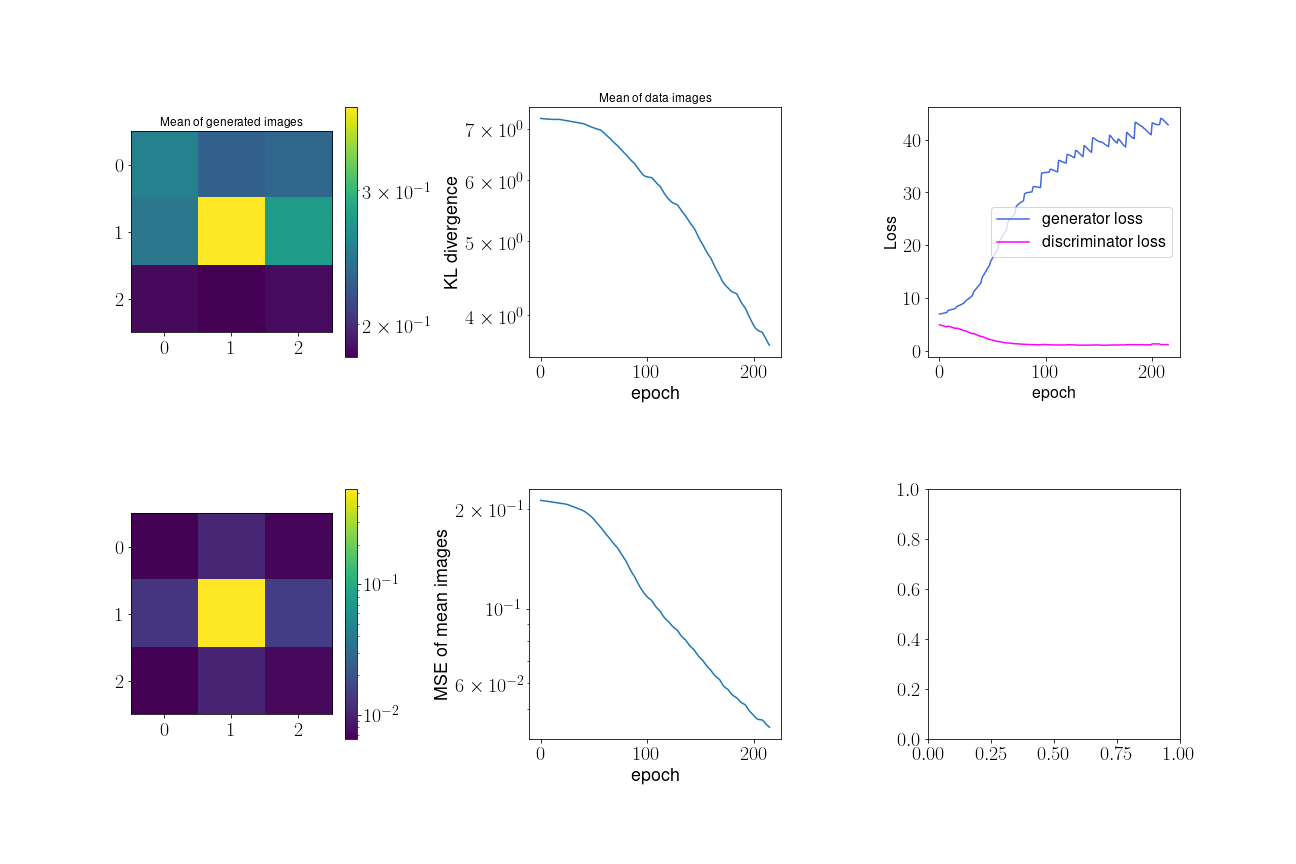 Mean of generated images
0
1
2
0
1
2
3 × 10⁻¹
2 × 10⁻¹
Mean of data images
KL divergence
7 × 10⁰
6 × 10⁰
5 × 10⁰
4 × 10⁰
0
100
200
epoch
Loss
40
30
20
10
0
generator loss
discriminator loss
0
100
200
epoch
0
1
2
0
1
2
10⁻¹
10⁻²
MSE of mean images
2 × 10⁻¹
10⁻¹
6 × 10⁻²
0
100
200
epoch
1.0
0.8
0.6
0.4
0.2
0.0
0.00
0.25
0.50
0.75
1.00